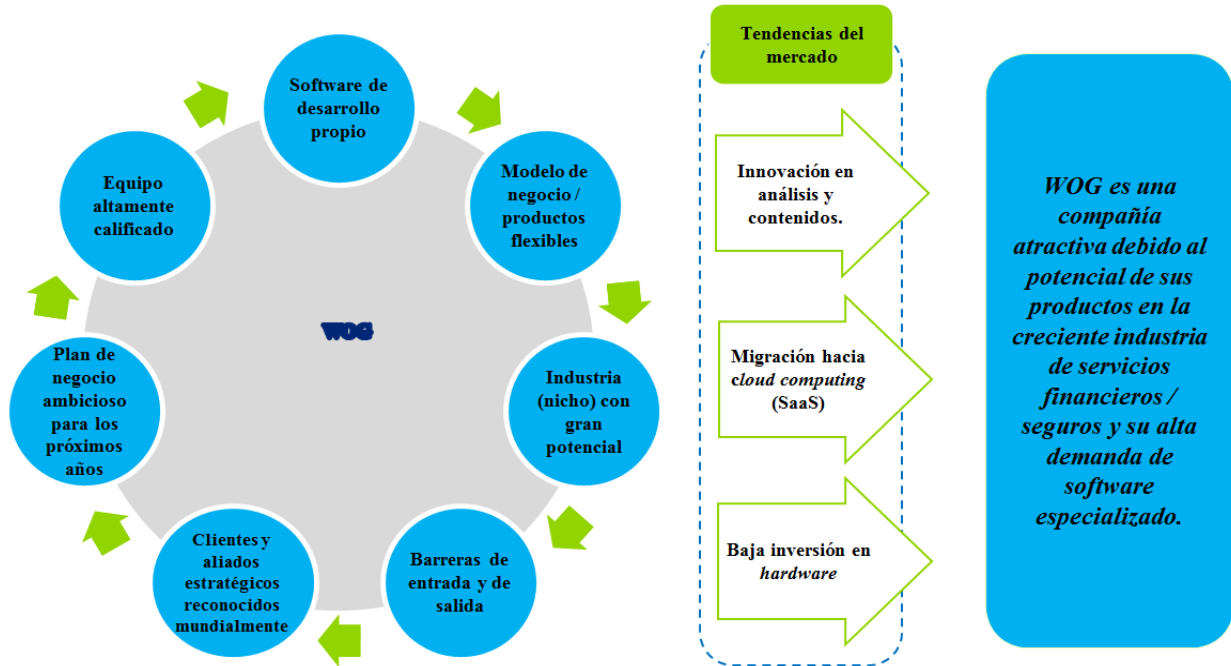 Software de
desarrollo
propio
Modelo de
negocio /
productos
flexibles
Industria
(nicho) con
gran
potencial
Barreras de
entrada y de
salida
Clientes y
aliados
estratégicos
reconocidos
mundialmente
Plan de
negocio
ambicioso
para los
próximos
años
Equipo
altamente
calificado
WOG
Tendencias del
mercado
Innovación en
análisis y
contenidos.
Migración hacia
cloud computing
(SaaS)
Baja inversión en
hardware
WOG es una
compañía
atractiva debido al
potencial de sus
productos en la
creciente industria
de servicios
financieros /
seguros y su alta
demanda de
software
especializado.